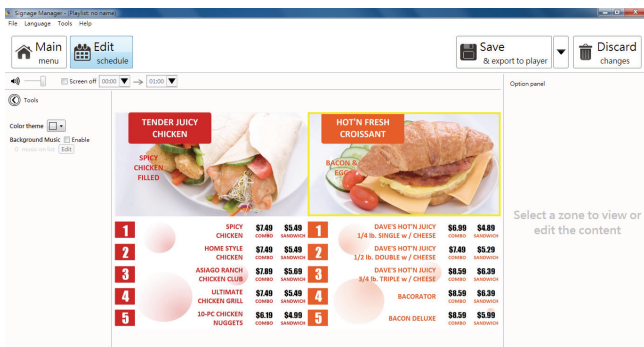 Signage Manager - (Playlist: no name)
File Language Tools Help
Main
menu
Edit
schedule
Save
& export to player
Discard
changes
Screen off 00:00 01:00
Option panel
Tools
Color theme
Background Music Enable
0 music on list Edit
TENDER JUICY
CHICKEN
SPICY
CHICKEN
FILLED
HOT'N FRESH
CROISSANT
BACON &
EGG
1 SPICY CHICKEN $7.49 COMBO $5.49 SANDWICH
2 HOME STYLE CHICKEN $7.49 COMBO $5.49 SANDWICH
3 ASIAGO RANCH CHICKEN CLUB $7.89 COMBO $5.69 SANDWICH
4 ULTIMATE CHICKEN GRILL $7.49 COMBO $5.49 SANDWICH
5 10-PC CHICKEN NUGGETS $6.19 COMBO $4.99 SANDWICH
1 DAVE'S HOT'N JUICY 1/4 lb. SINGLE w / CHEESE $6.99 COMBO $4.89 SANDWICH
2 DAVE'S HOT'N JUICY 1/2 lb. DOUBLE w / CHEESE $7.49 COMBO $5.29 SANDWICH
3 DAVE'S HOT'N JUICY 3/4 lb. TRIPLE w / CHEESE $8.59 COMBO $6.39 SANDWICH
4 BACORATOR $8.59 COMBO $6.39 SANDWICH
5 BACON DELUXE $8.59 COMBO $5.99 SANDWICH
Select a zone to view or
edit the content